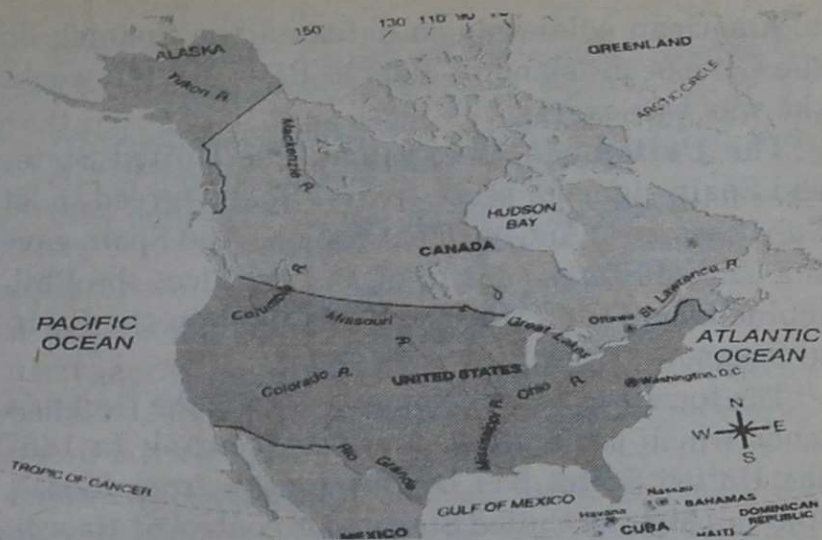 150°
130
110
90
ALASKA
GREENLAND
Yukon R.
ARCTIC CIRCLE
Mackenzie R.
HUDSON
BAY
CANADA
Columbia R.
St. Lawrance R.
Missouri
R.
Great Lakes
Ottawa
PACIFIC
OCEAN
ATLANTIC
OCEAN
Colorado R.
UNITED STATES
Ohio R.
Washington, D.C.
Mississippi R.
N
W
E
S
Rio Grande
TROPIC OF CANCER
GULF OF MEXICO
Nassau
BAHAMAS
Havana
DOMINICAN
REPUBLIC
MEXICO
CUBA
HAITI